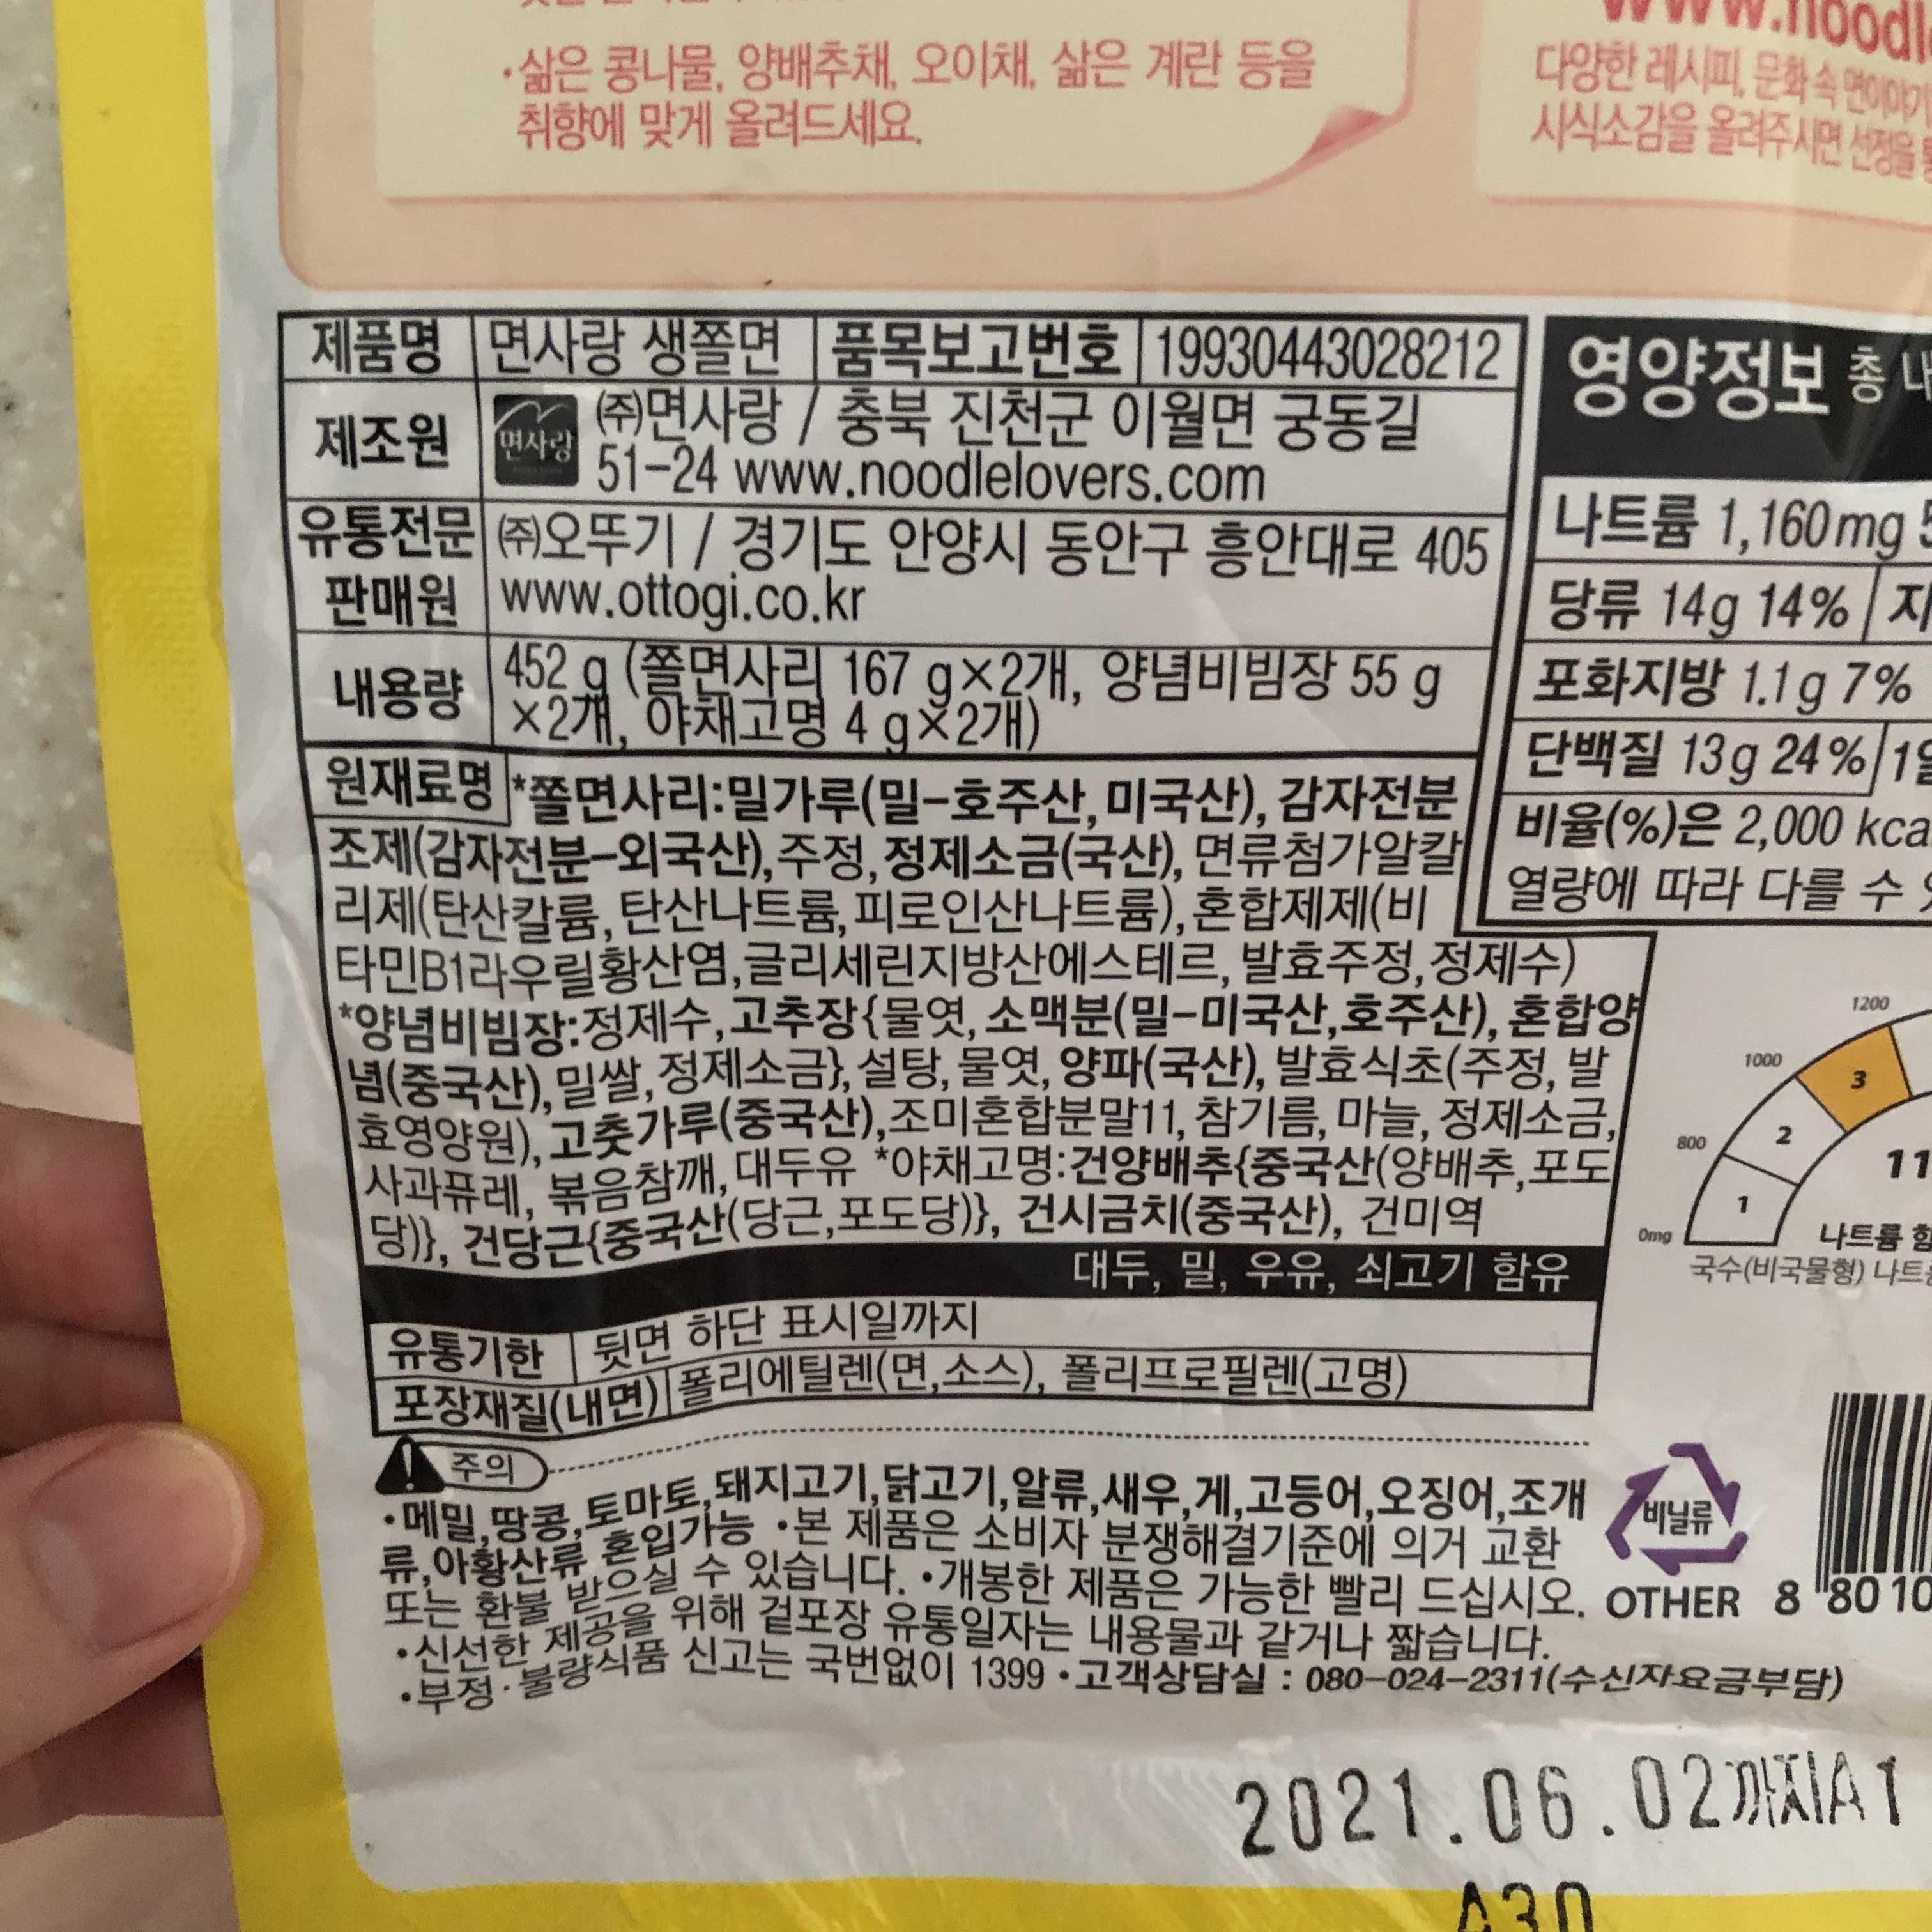 ·삶은 콩나물, 양배추채, 오이채, 삶은 계란 등을
취향에 맞게 올려드세요.
다양한 레시피, 문화 속 면이야기
시식소감을 올려주시면 선정을
제품명 면사랑 생쫄면 품목보고번호 19930443028212
제조원 면사랑 ㈜면사랑 / 충북 진천군 이월면 궁동길
51-24 www.noodlelovers.com
유통전문 ㈜오뚜기 / 경기도 안양시 동안구 흥안대로 405
판매원 www.ottogi.co.kr
내용량 452 g (쫄면사리 167 g×2개, 양념비빔장 55 g
×2개, 야채고명 4 g×2개)
원재료명 *쫄면사리:밀가루(밀-호주산,미국산), 감자전분
조제(감자전분-외국산),주정,정제소금(국산), 면류첨가알칼
리제(탄산칼륨,탄산나트륨,피로인산나트륨),혼합제제(비
타민B1라우릴황산염,글리세린지방산에스테르,발효주정,정제수)
*양념비빔장:정제수,고추장{물엿,소맥분(밀-미국산,호주산),혼합양
념(중국산),밀쌀,정제소금},설탕,물엿,양파(국산),발효식초(주정,발
효영양원),고춧가루(중국산),조미혼합분말11,참기름,마늘,정제소금,
사과퓨레, 볶음참깨,대두유 *야채고명:건양배추{중국산(양배추,포도
당)}, 건당근{중국산(당근,포도당)}, 건시금치(중국산), 건미역
대두, 밀, 우유, 쇠고기 함유
유통기한 뒷면 하단 표시일까지
포장재질(내면) 폴리에틸렌(면,소스), 폴리프로필렌(고명)
영양정보 총
나트륨 1,160mg
당류 14g 14%
포화지방 1.1g 7%
단백질 13g 24%
비율(%)은 2,000
열량에 따라 다를 수
1200
1000
800
0mg
3
2
1
11
나트륨
국수(비국물형)
주의
·메밀,땅콩,토마토,돼지고기,닭고기,알류,새우,게,고등어,오징어,조개
류,아황산류 혼입가능 ·본 제품은 소비자 분쟁해결기준에 의거 교환
또는 환불 받으실 수 있습니다. ·개봉한 제품은 가능한 빨리 드십시오.
·신선한 제공을 위해 겉포장 유통일자는 내용물과 같거나 짧습니다.
·부정·불량식품 신고는 국번없이 1399 ·고객상담실 : 080-024-2311(수신자요금부담)
비닐류
OTHER
8 8010
2021.06.02까지A1
A30